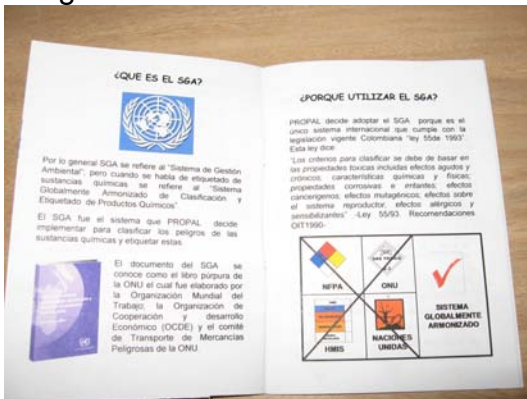 ¿QUE ES EL SGA?
Por lo general SGA se refiere al "Sistema de Gestión
Ambiental"; pero cuando se habla de etiquetado de
sustancias químicas se refiere al "Sistema
Globalmente Armonizado de Clasificación y
Etiquetado de Productos Químicos".
El SGA fue el sistema que PROPAL decide
implementar para clasificar los peligros de las
sustancias químicas y etiquetar estas.
El documento del SGA se
conoce como el libro púrpura de
la ONU el cual fue elaborado por
la Organización Mundial del
Trabajo; la Organización de
Cooperación y desarrollo
Económico (OCDE) y el comité
de Transporte de Mercancías
Peligrosas de la ONU
¿PORQUE UTILIZAR EL SGA?
PROPAL decide adoptar el SGA porque es el
único sistema internacional que cumple con la
legislación vigente Colombiana "ley 55de 1993"
Esta ley dice:
"Los criterios para clasificar se debe de basar en
las propiedades toxicas includas efectos agudos y
crónicos; características químicas y físicas;
propiedades corrosivas e irritantes; efectos
cancerígenos; efectos mutagénicos; efectos sobre
el sistema reproductor; efectos alérgicos y
sensibilizantes" -Ley 55/93. Recomendaciones
OIT1990-
NFPA
ONU
HMIS
NACIONES
UNIDAS
SISTEMA
GLOBALMENTE
ARMONIZADO